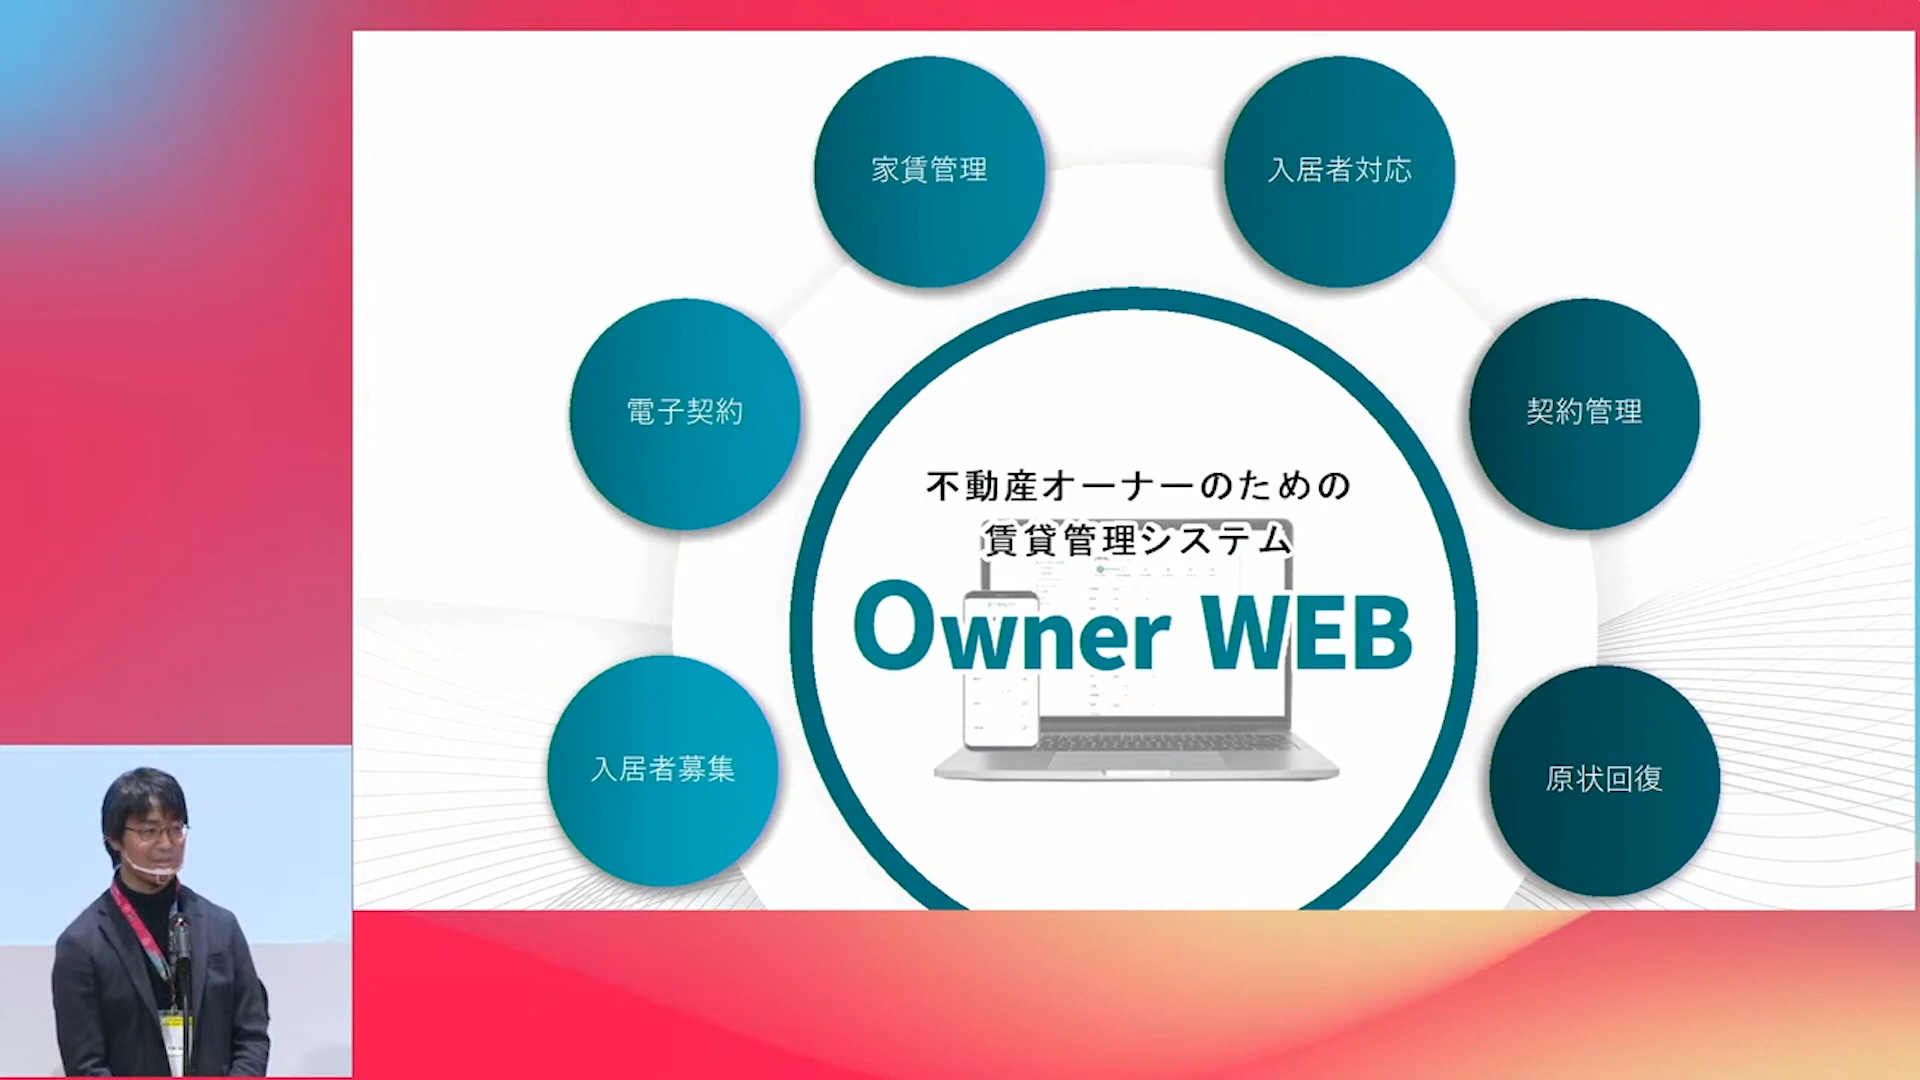 家賃管理
入居者対応
電子契約
契約管理
不動産オーナーのための
賃貸管理システム
Owner WEB
入居者募集
原状回復